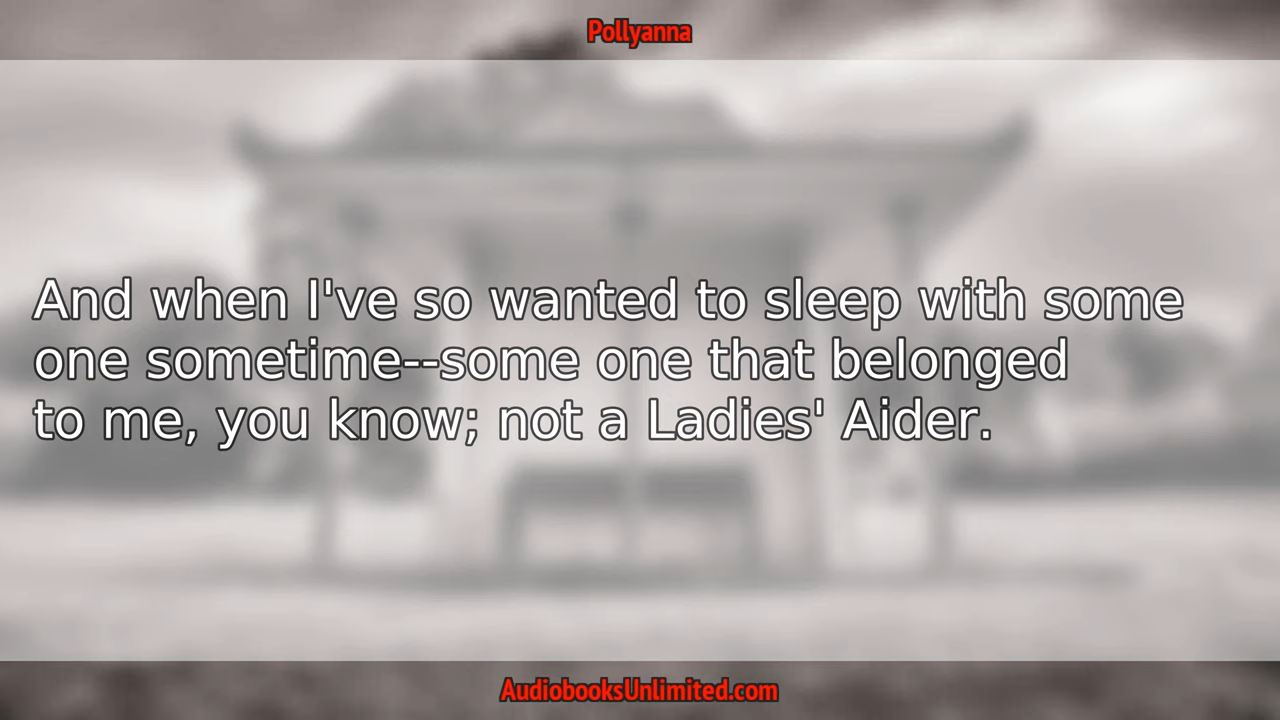 Pollyanna
And when I've so wanted to sleep with some
one sometime--some one that belonged
to me, you know; not a Ladies' Aider.
AudiobooksUnlimited.com